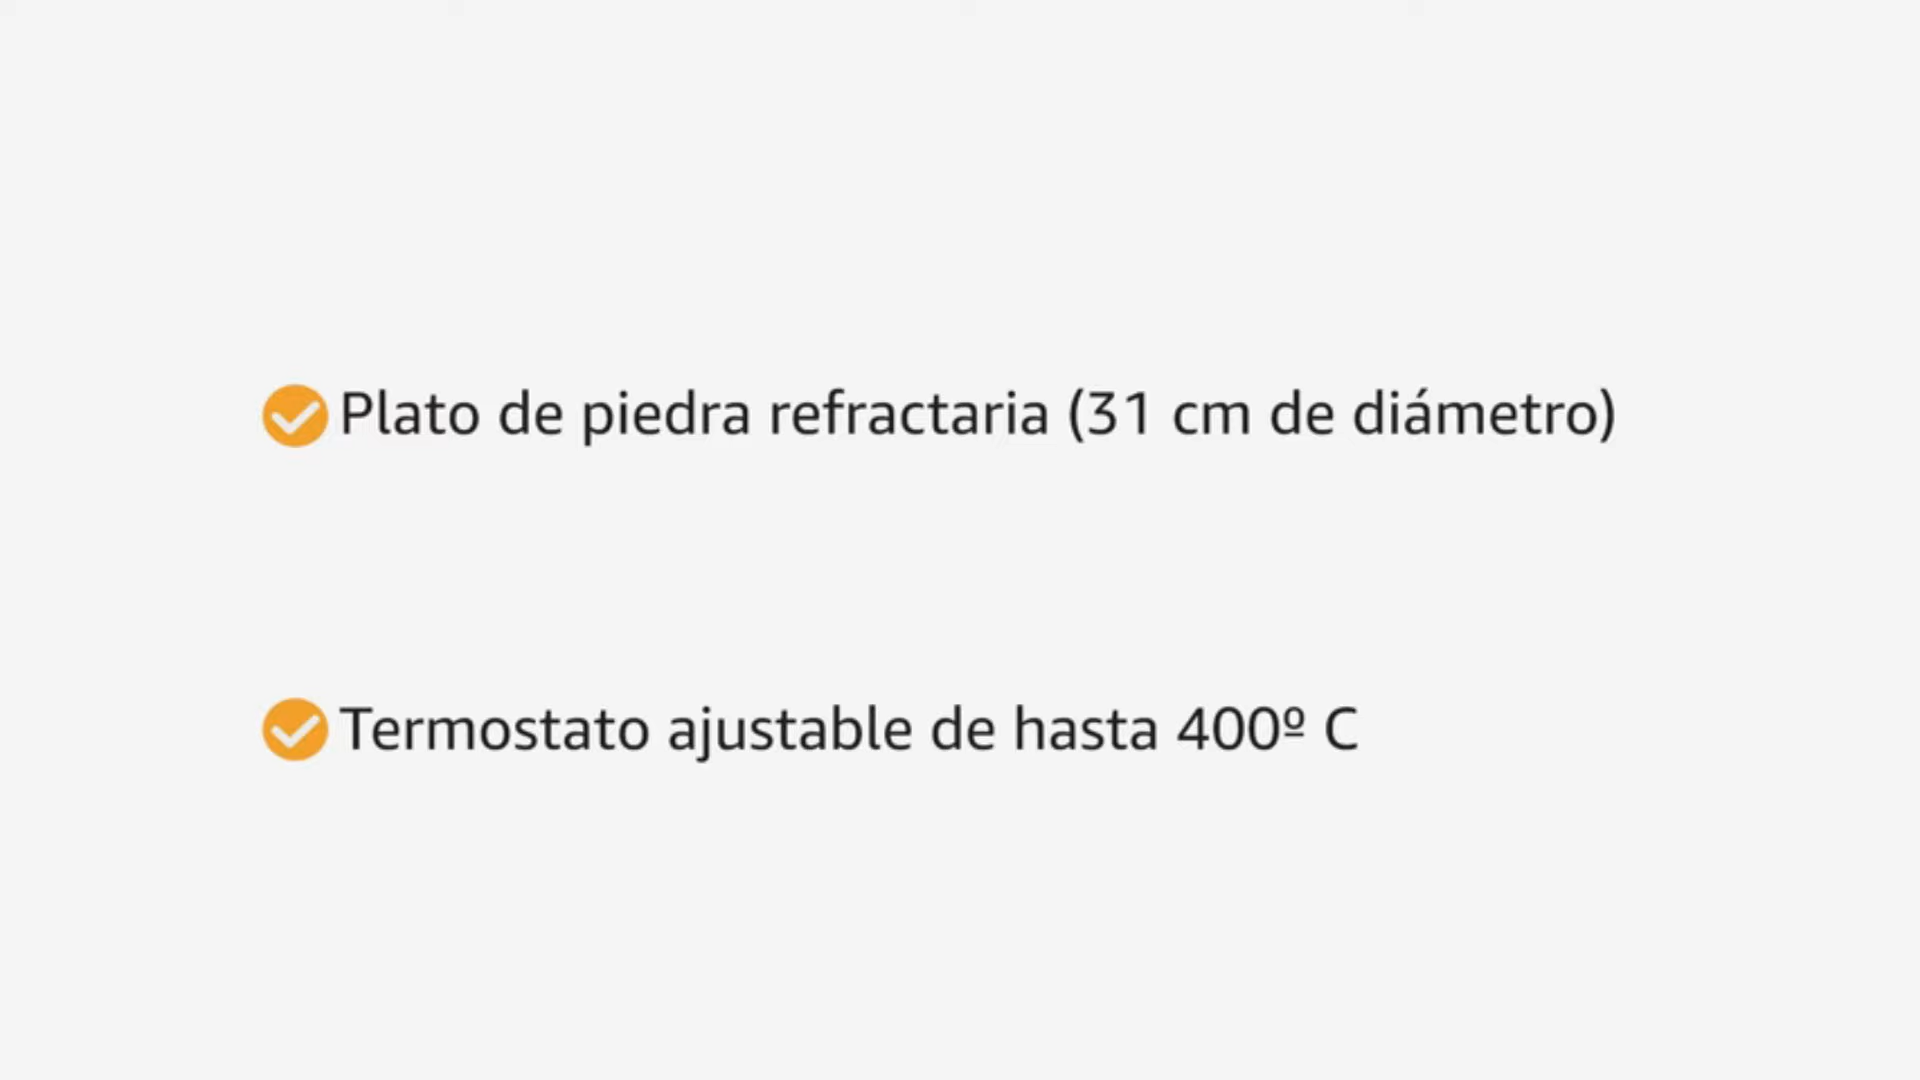 Plato de piedra refractaria (31 cm de diámetro)
Termostato ajustable de hasta 400º C